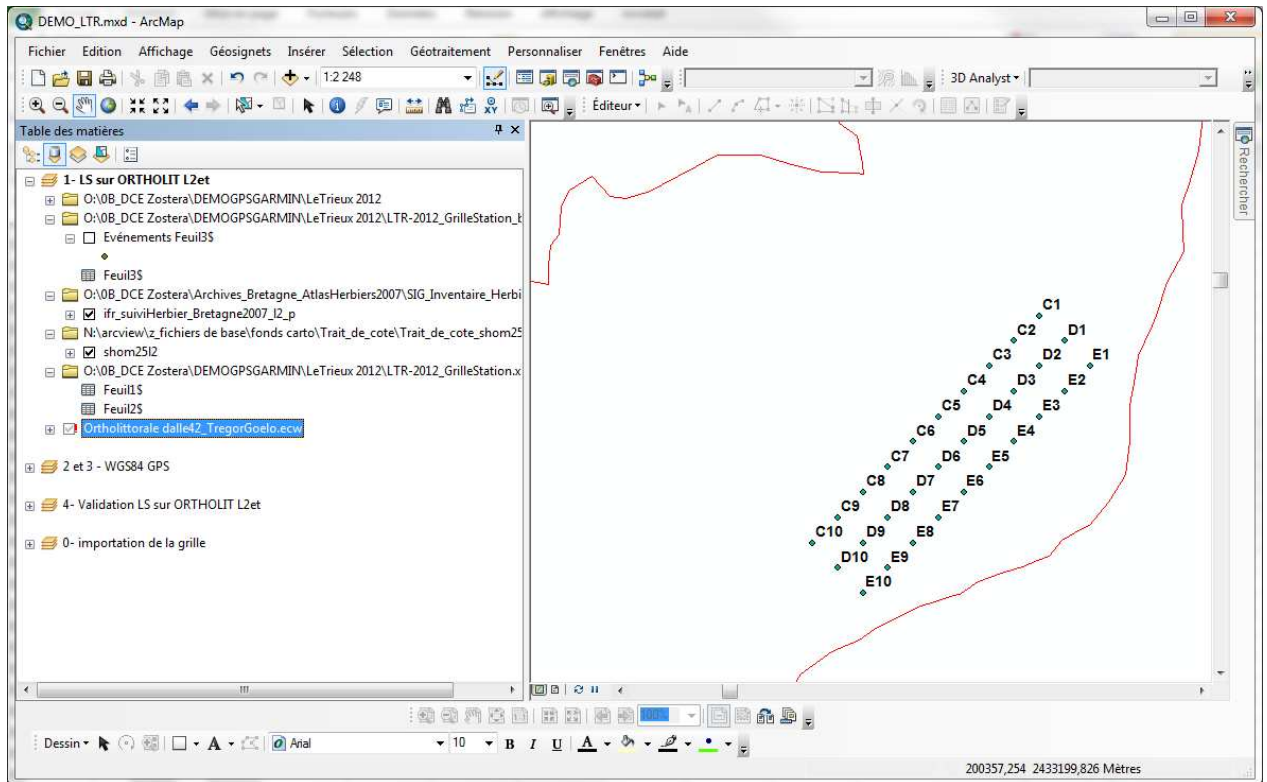 DEMO_LTR.mxd - ArcMap
Fichier Edition Affichage Géosignets Insérer Sélection Géotraitement Personnaliser Fenêtres Aide
1:2 248
3D Analyst
Éditeur
Table des matières
1- LS sur ORTHOLIT L2et
O:\0B_DCE Zostera\DEMOGPSGARMIN\LeTrieux 2012
O:\0B_DCE Zostera\DEMOGPSGARMIN\LeTrieux 2012\LTR-2012_GrilleStation_b
Evénements Feuil3$
Feuil3$
O:\0B_DCE Zostera\Archives_Bretagne_AtlasHerbiers2007\SIG_Inventaire_Herbi
ifr_suiviHerbier_Bretagne2007_l2_p
N:\arcview\z_fichiers de base\fonds carto\Trait_de_cote\Trait_de_cote_shom25
shom25l2
O:\0B_DCE Zostera\DEMOGPSGARMIN\LeTrieux 2012\LTR-2012_GrilleStation.x
Feuil1$
Feuil2$
Ortholittorale dalle42_TregorGoelo.ecw
2 et 3 - WGS84 GPS
4- Validation LS sur ORTHOLIT L2et
0- importation de la grille
C1
C2 D1
C3 D2 E1
C4 D3 E2
C5 D4 E3
C6 D5 E4
C7 D6 E5
C8 D7 E6
C9 D8 E7
C10 D9 E8
D10 E9
E10
Rechercher
100%
Dessin A Arial 10 B I U A
200357,254 2433199,826 Mètres